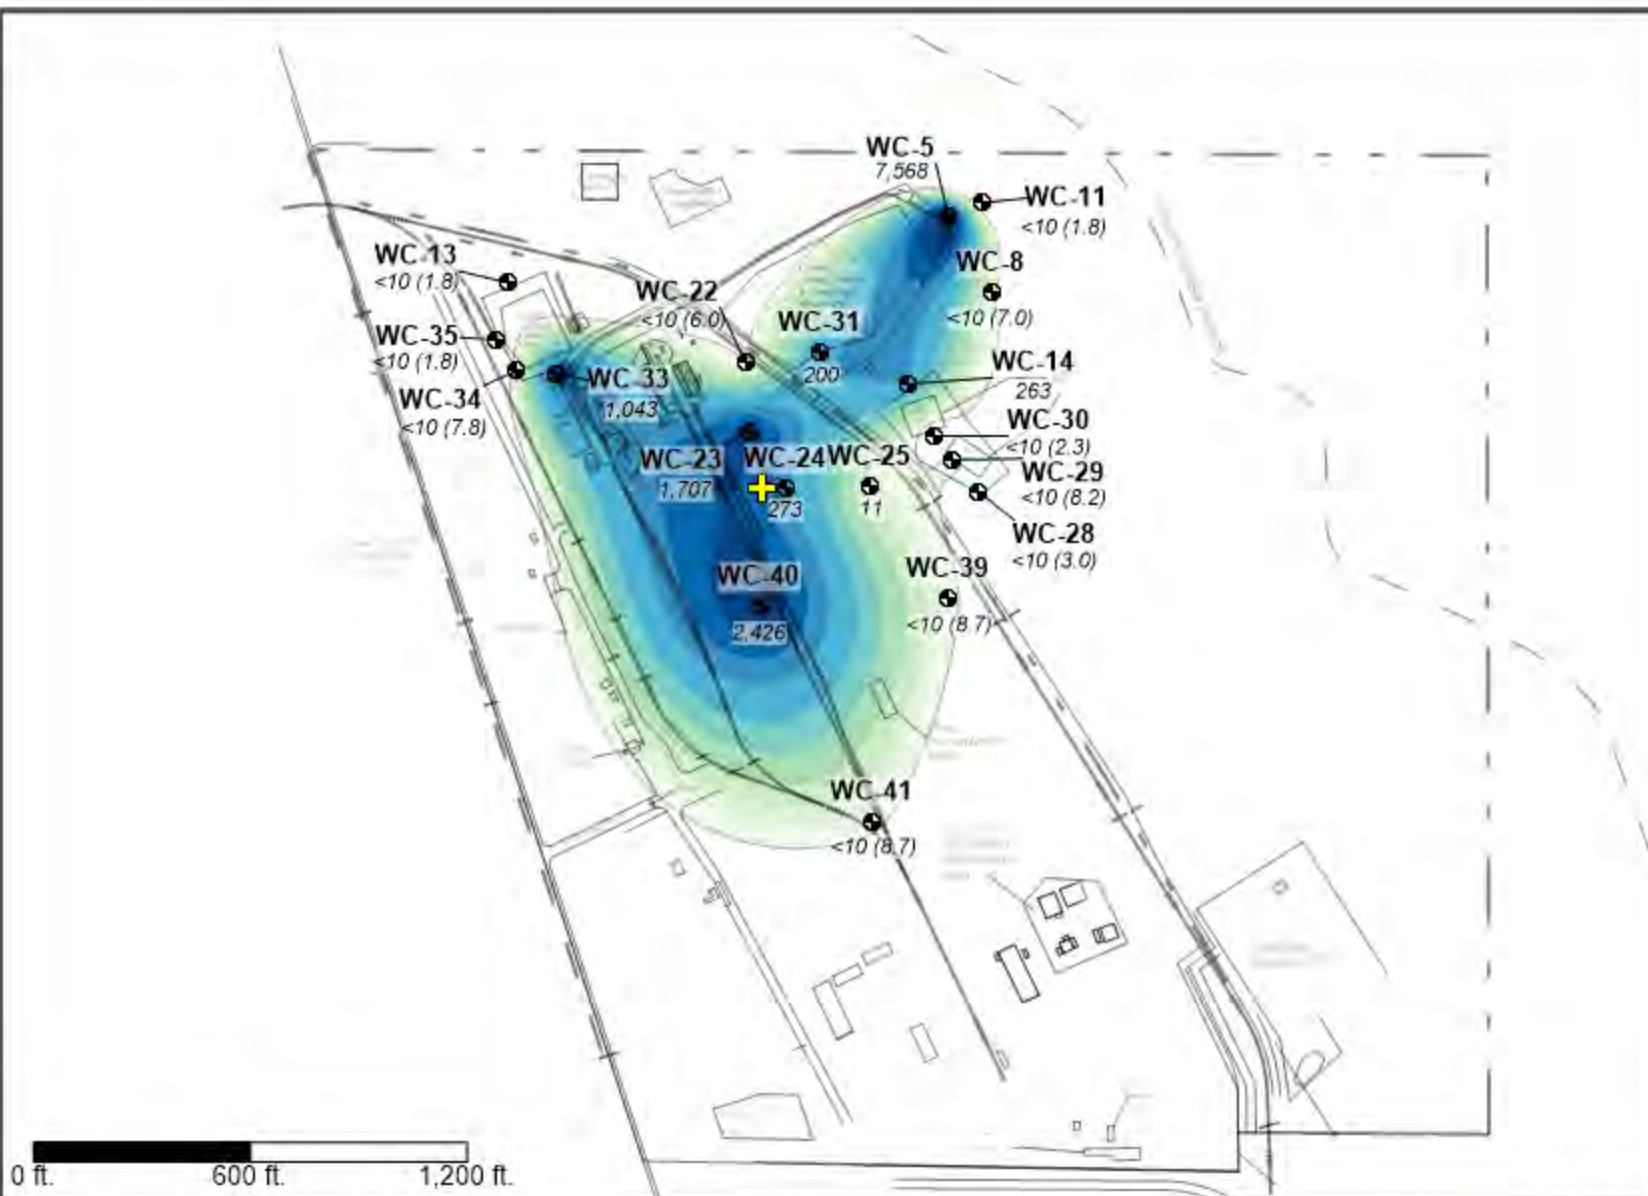 WC-5
7,568
WC-11
<10 (1.8)
WC-13
<10 (1.8)
WC-8
<10 (7.0)
WC-22
<10 (6.0)
WC-31
200
WC-35
<10 (1.8)
WC-14
263
WC-33
1,043
WC-34
<10 (7.8)
WC-30
<10 (2.3)
WC-23
1,707
WC-24
273
WC-25
11
WC-29
<10 (8.2)
WC-28
<10 (3.0)
WC-40
2,426
WC-39
<10 (8.7)
WC-41
<10 (8.7)
0 ft.
600 ft.
1,200 ft.